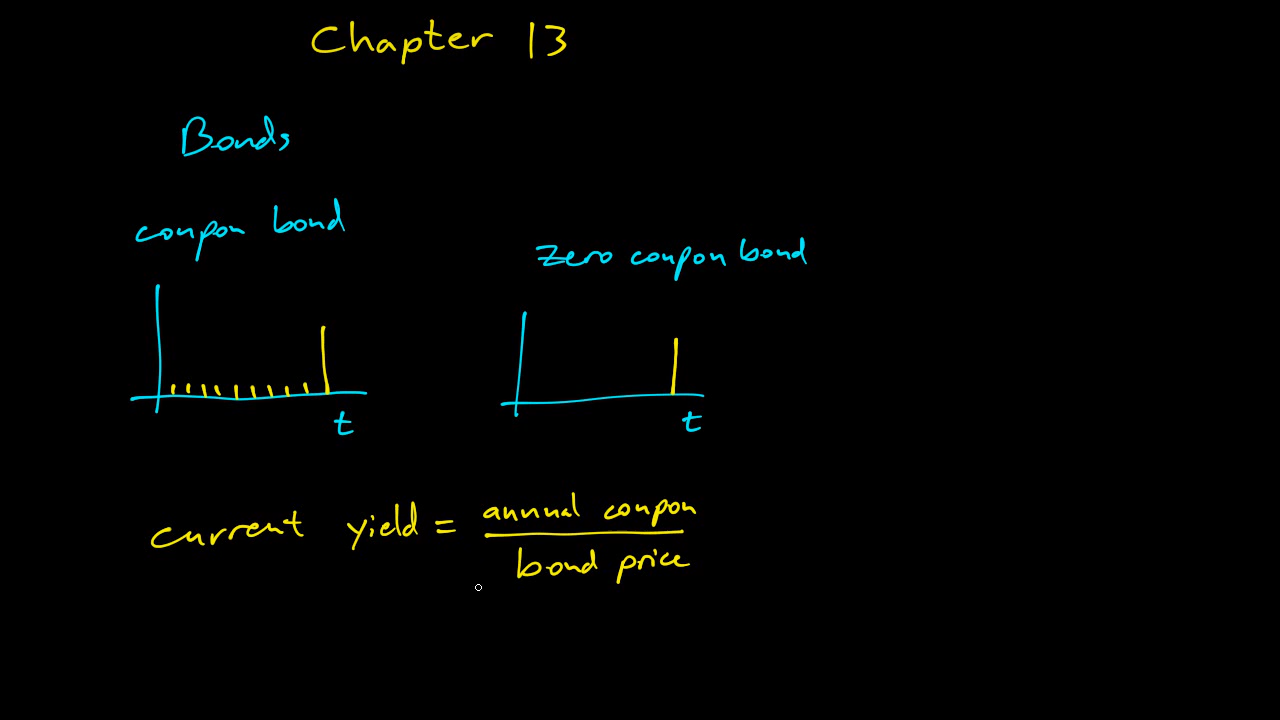 Chapter 13
Bonds
coupon bond
zero coupon bond
t
t
current yield = annual coupon
bond price